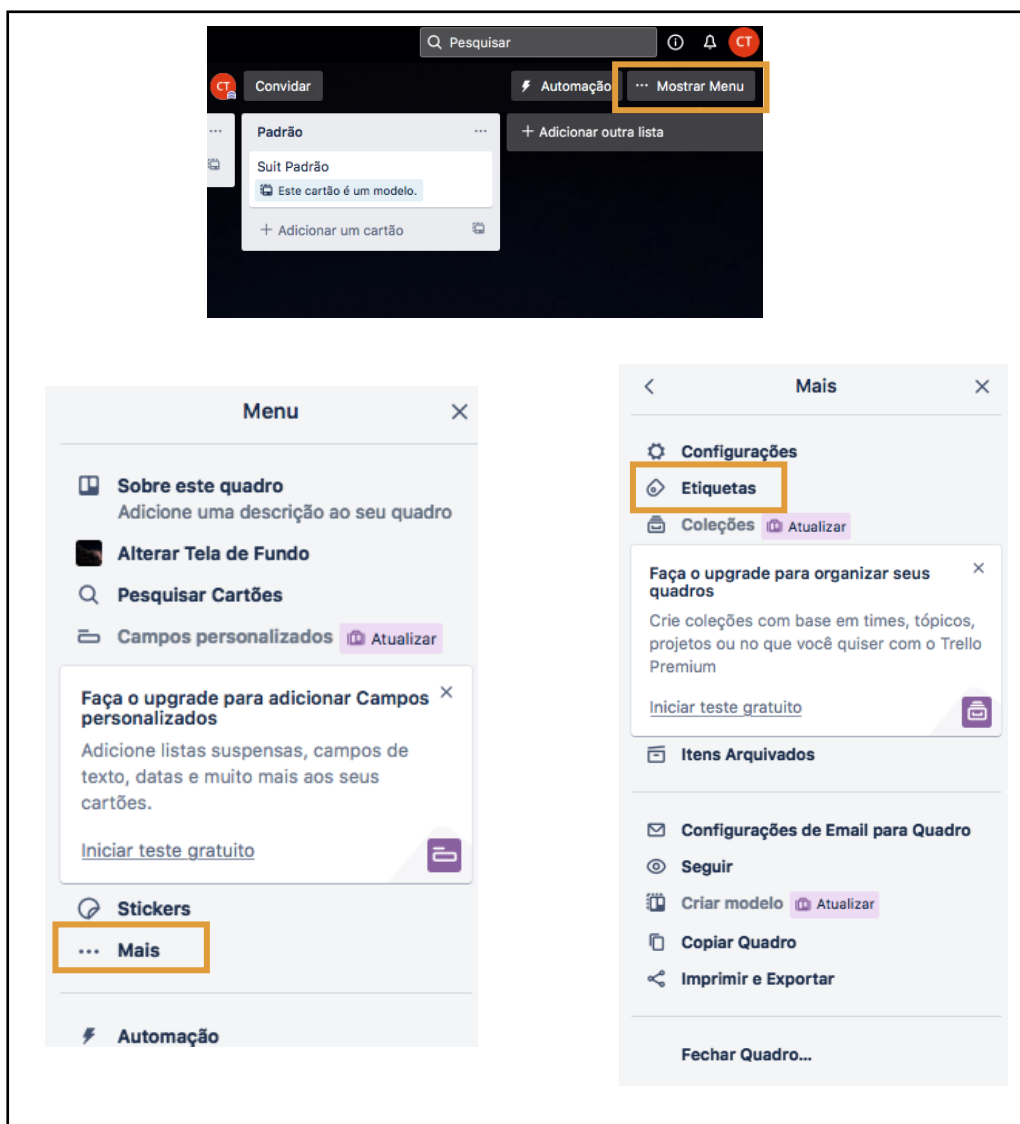 Pesquisar
CT
CT
Convidar
Automação
··· Mostrar Menu
···
Padrão
···
+ Adicionar outra lista
Suit Padrão
Este cartão é um modelo.
+ Adicionar um cartão
Menu
Sobre este quadro
Adicione uma descrição ao seu quadro
Alterar Tela de Fundo
Pesquisar Cartões
Campos personalizados Atualizar
Faça o upgrade para adicionar Campos
personalizados
Adicione listas suspensas, campos de
texto, datas e muito mais aos seus
cartões.
Iniciar teste gratuito
Stickers
··· Mais
Automação
Mais
Configurações
Etiquetas
Coleções Atualizar
Faça o upgrade para organizar seus
quadros
Crie coleções com base em times, tópicos,
projetos ou no que você quiser com o Trello
Premium
Iniciar teste gratuito
Itens Arquivados
Configurações de Email para Quadro
Seguir
Criar modelo Atualizar
Copiar Quadro
Imprimir e Exportar
Fechar Quadro...